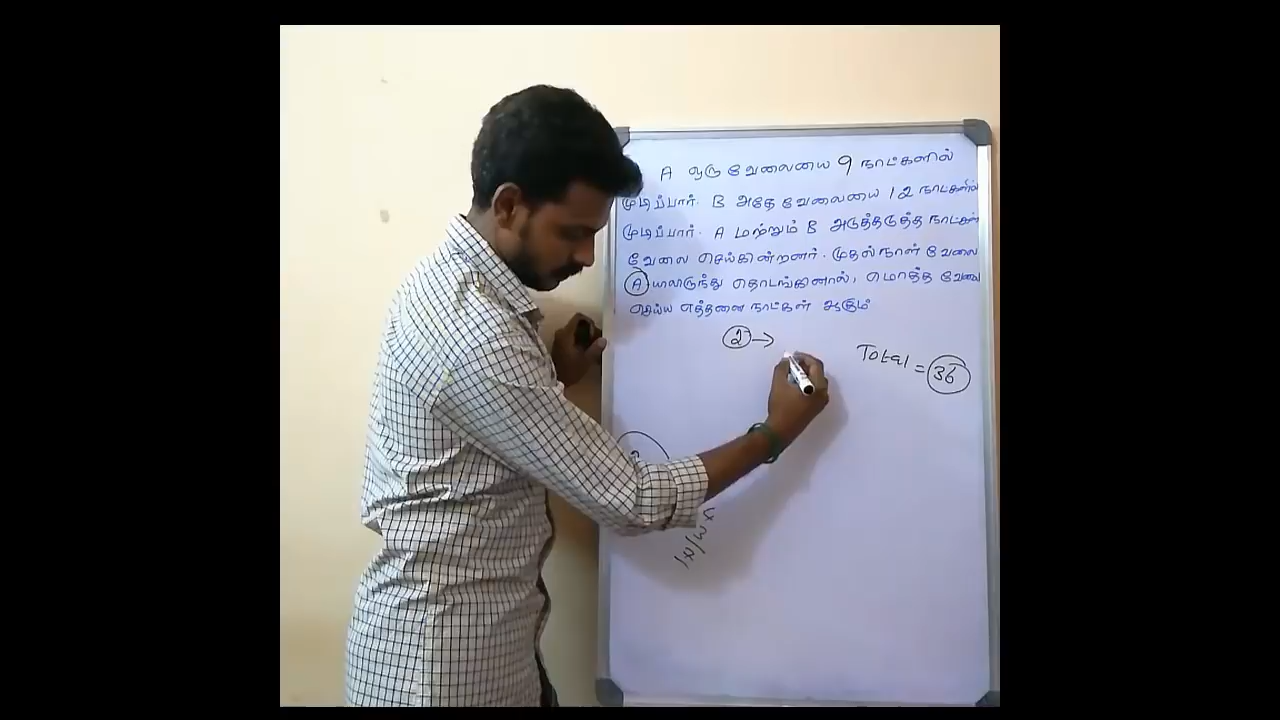 A ஒரு வேலையை 9 நாட்களில்
முடிப்பார். B அதே வேலையை 12 நாட்களில்
முடிப்பார். A மற்றும் B அடுத்தடுத்த நாட்கள்
வேலை செய்கின்றனர். முதல்நாள் வேலை
A யாலிருந்து தொடங்கினால், மொத்த வேலை
செய்ய எத்தனை நாட்கள் ஆகும்
2 →
Total = 36